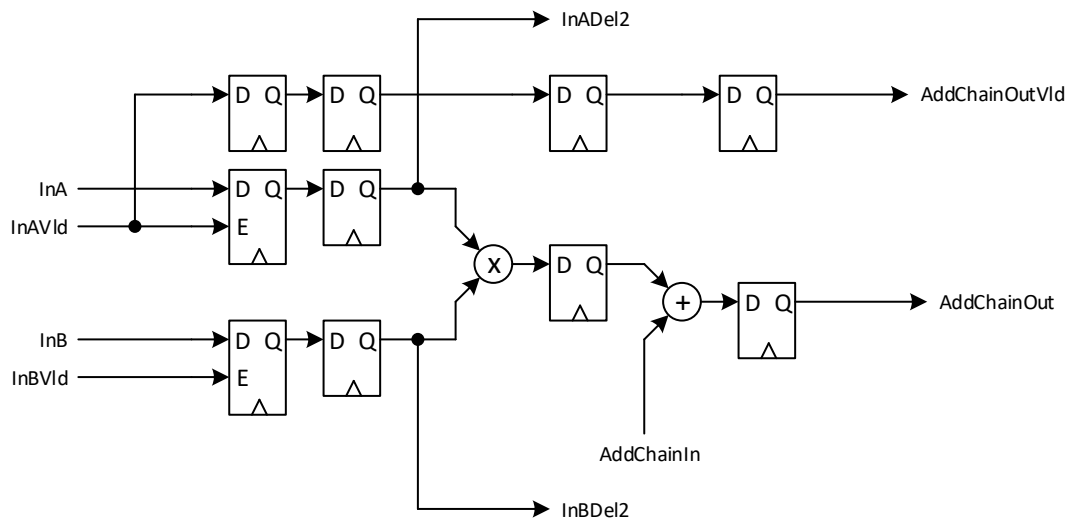 InADel2
D Q D Q D Q D Q AddChainOutVld
InA D Q D Q
InAVld E
x D Q
+ D Q AddChainOut
InB D Q D Q
InBVld E
AddChainIn
InBDel2